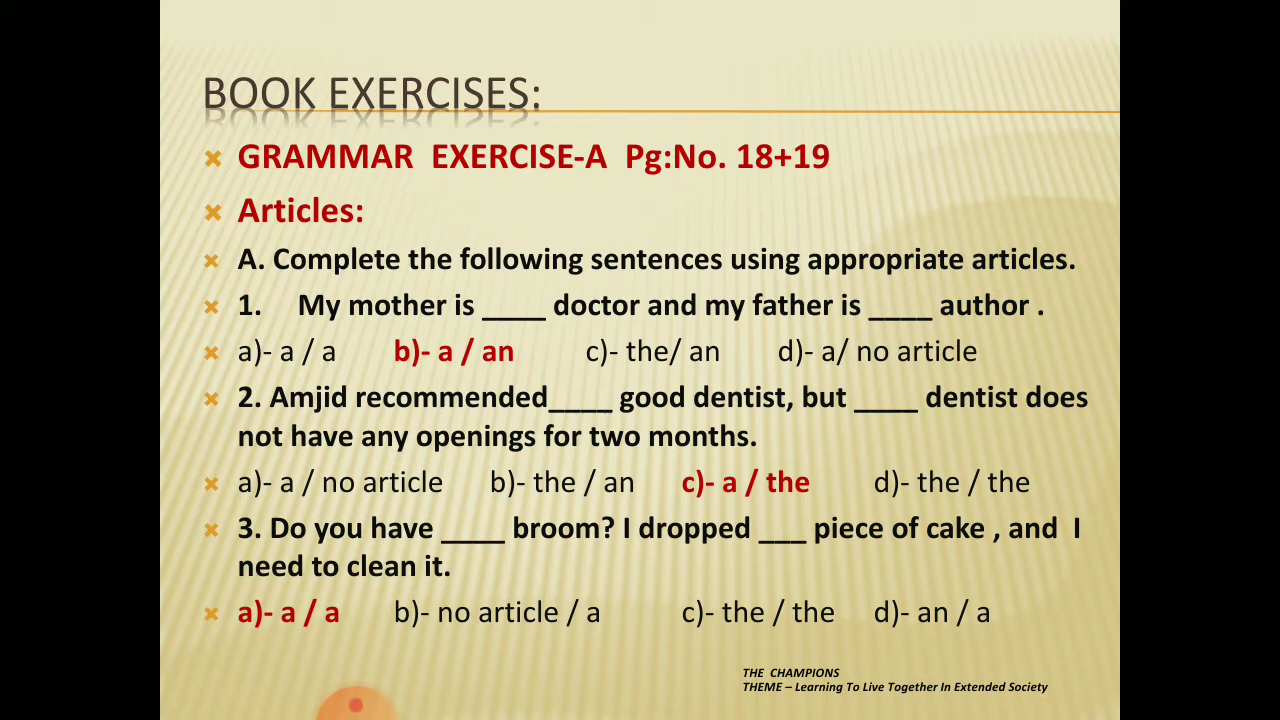 BOOK EXERCISES:
GRAMMAR EXERCISE-A Pg:No. 18+19
Articles:
A. Complete the following sentences using appropriate articles.
1. My mother is ____ doctor and my father is ____ author .
a)- a / a b)- a / an c)- the/ an d)- a/ no article
2. Amjid recommended____ good dentist, but ____ dentist does
not have any openings for two months.
a)- a / no article b)- the / an c)- a / the d)- the / the
3. Do you have ____ broom? I dropped ___ piece of cake , and I
need to clean it.
a)- a / a b)- no article / a c)- the / the d)- an / a
THE CHAMPIONS
THEME – Learning To Live Together In Extended Society